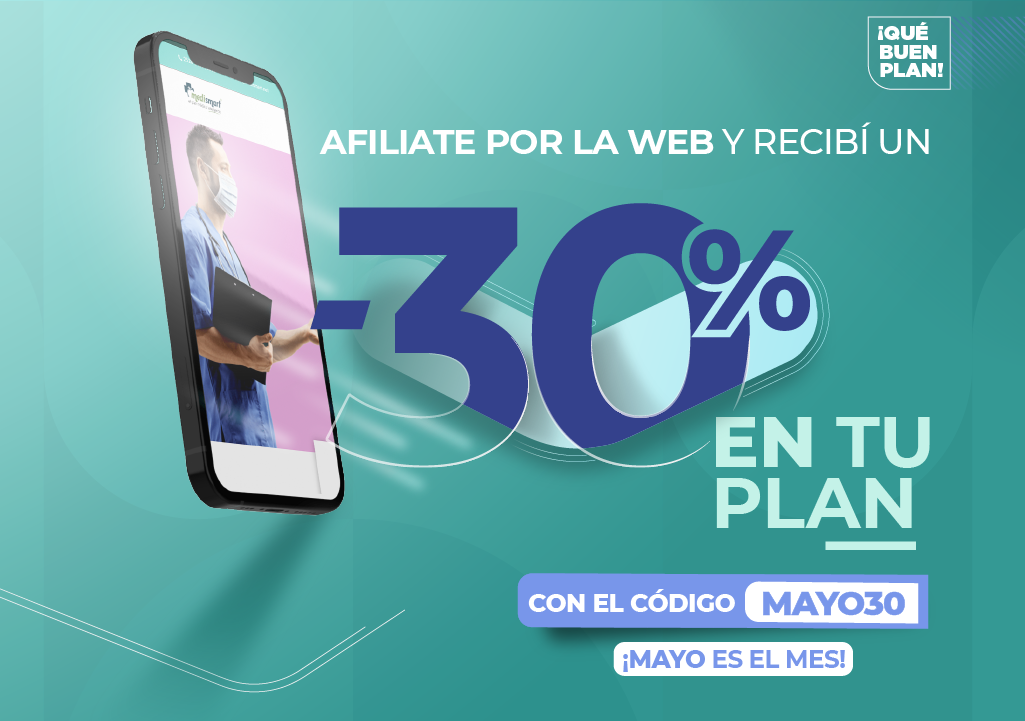 ¡QUÉ
BUEN
PLAN!
medismart
AFILIATE POR LA WEB Y RECIBÍ UN
-30%
EN TU
PLAN
CON EL CÓDIGO MAYO30
¡MAYO ES EL MES!